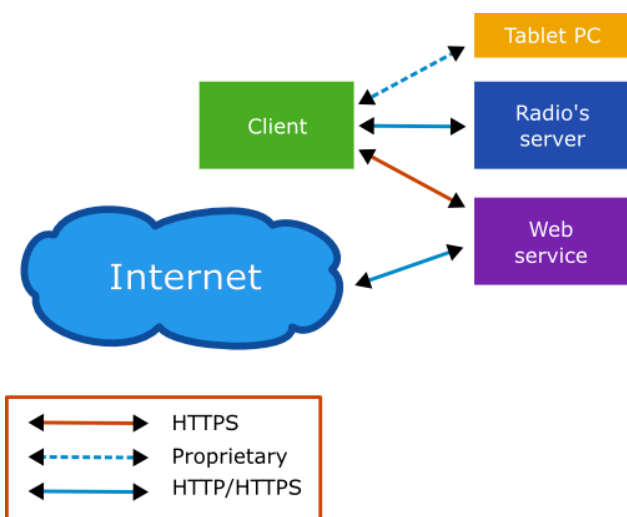 Tablet PC
Client
Radio's
server
Web
service
Internet
HTTPS
Proprietary
HTTP/HTTPS